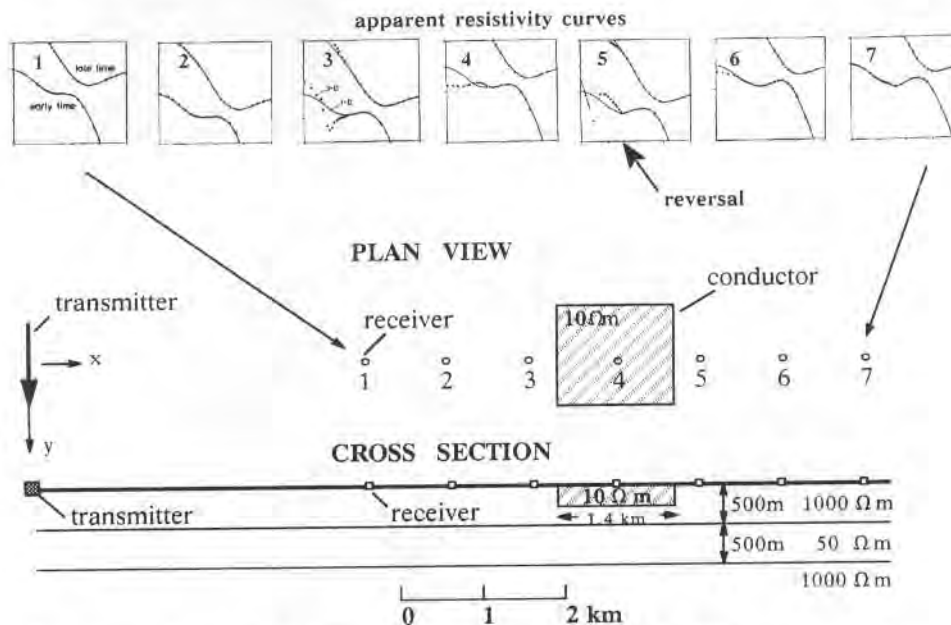 apparent resistivity curves
1 2 3 4 5 6 7
late time
early time
3-D
1-D
reversal
PLAN VIEW
transmitter
receiver
conductor
10Ωm
x
1 2 3 4 5 6 7
y
CROSS SECTION
transmitter
receiver
10 Ω m
1.4 km
500m 1000 Ω m
500m 50 Ω m
1000 Ω m
0 1 2 km